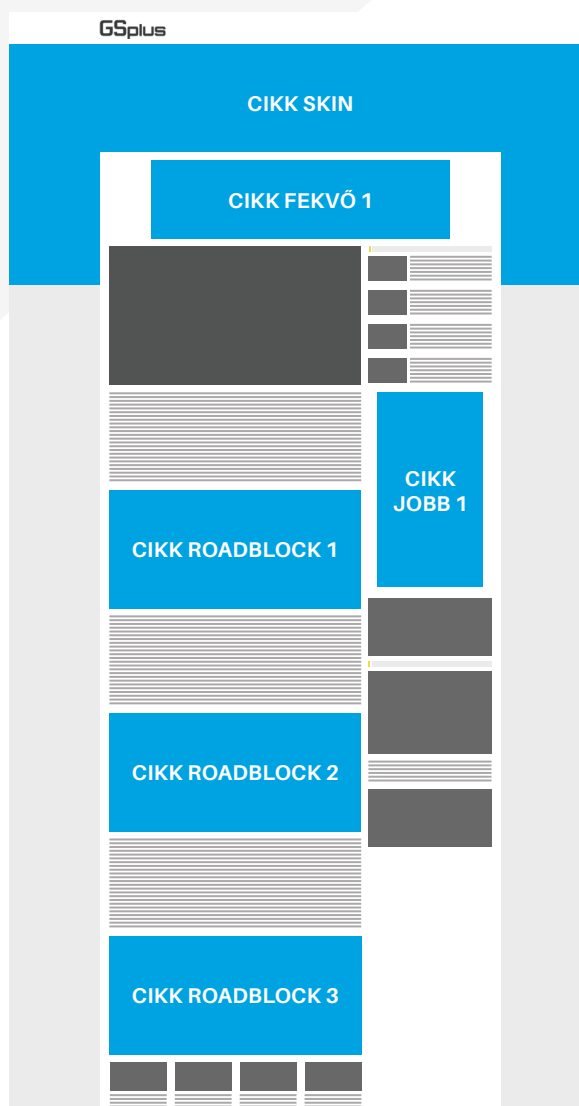 GSplus
CIKK SKIN
CIKK FEKVŐ 1
CIKK
JOBB 1
CIKK ROADBLOCK 1
CIKK ROADBLOCK 2
CIKK ROADBLOCK 3